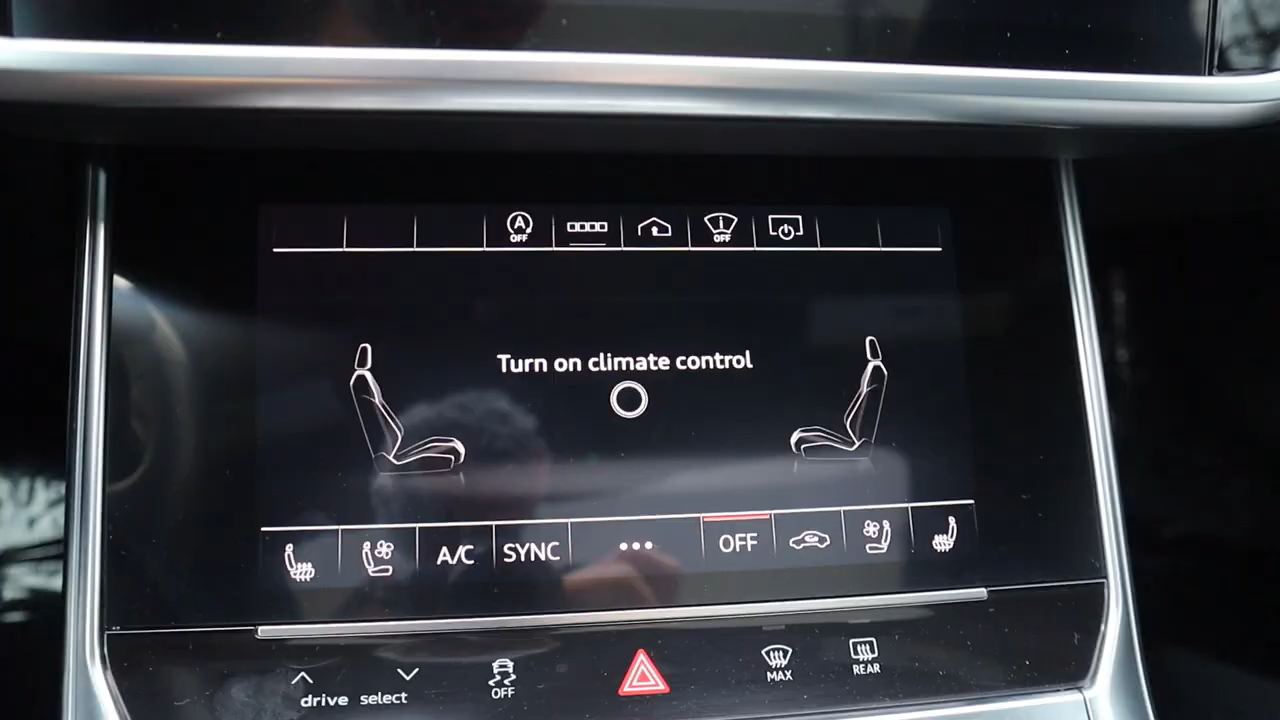 A
OFF
OFF
Turn on climate control
A/C
SYNC
OFF
drive select
OFF
MAX
REAR